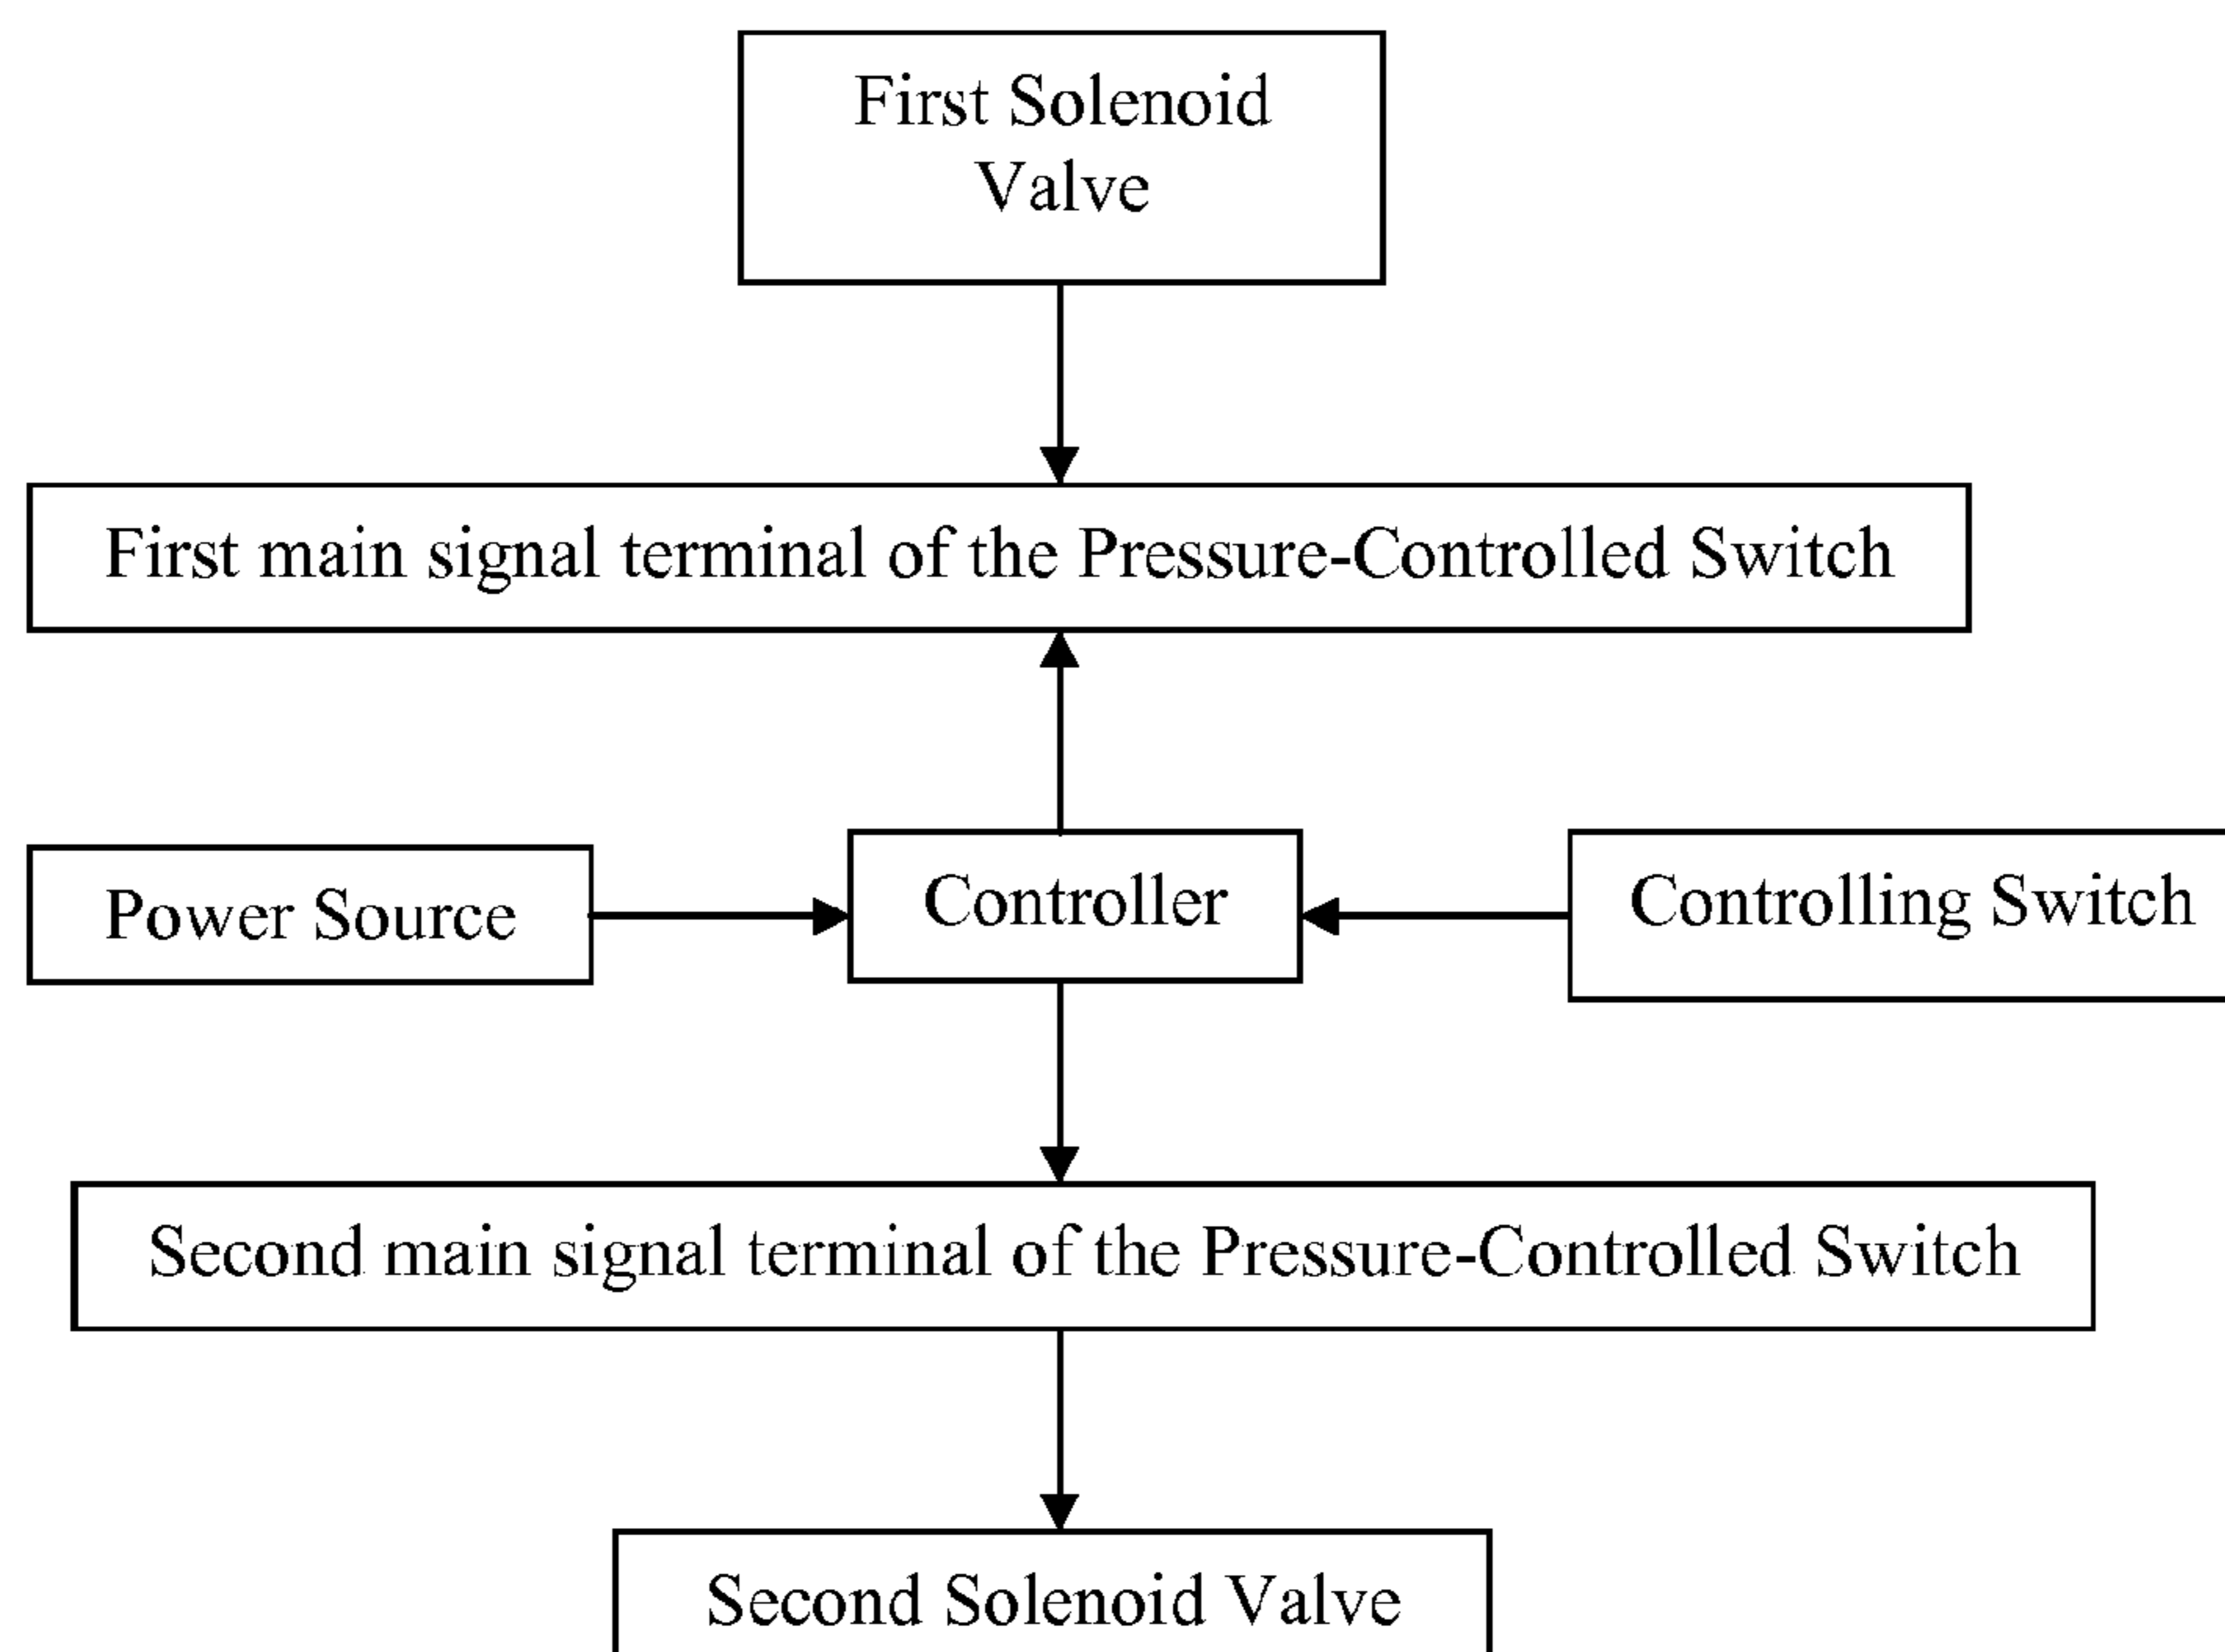 First Solenoid
Valve
First main signal terminal of the Pressure-Controlled Switch
Power Source
Controller
Controlling Switch
Second main signal terminal of the Pressure-Controlled Switch
Second Solenoid Valve